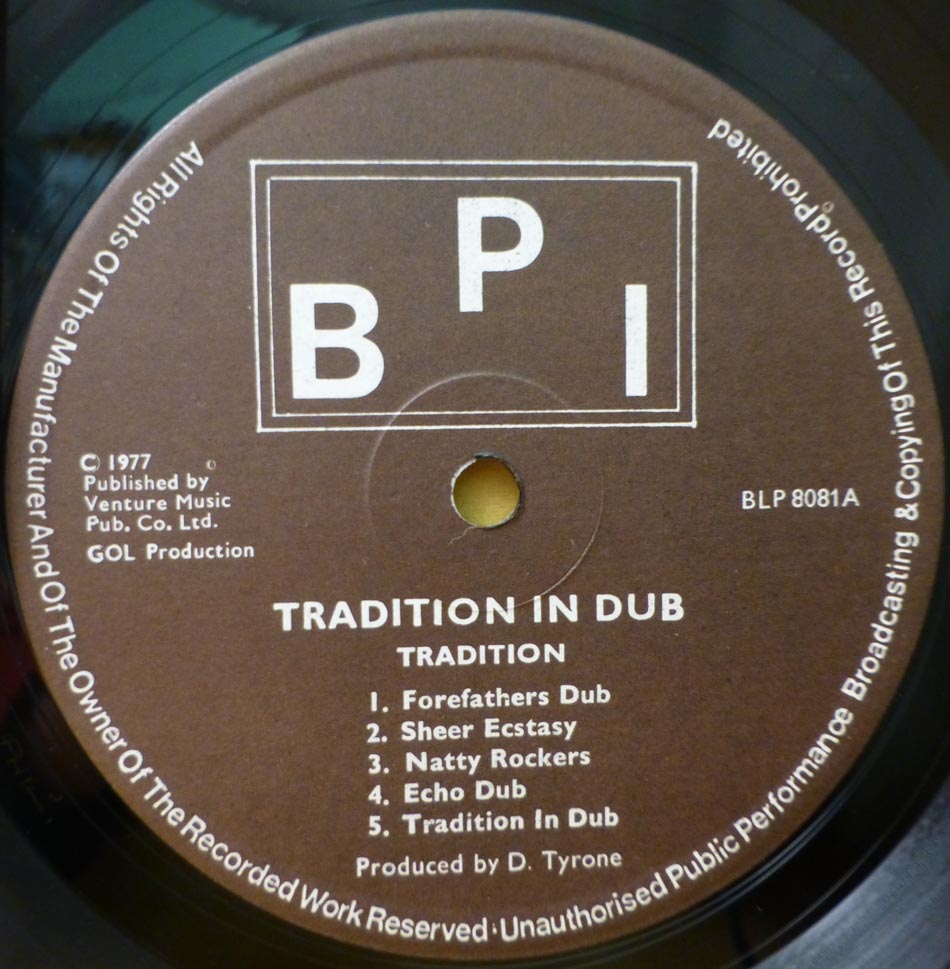 B P I
© 1977
Published by
Venture Music
Pub. Co. Ltd.
GOL Production
BLP 8081A
TRADITION IN DUB
TRADITION
1. Forefathers Dub
2. Sheer Ecstasy
3. Natty Rockers
4. Echo Dub
5. Tradition In Dub
Produced by D. Tyrone
All Rights Of The Manufacturer And Of The Owner Of The Recorded Work Reserved · Unauthorised Public Performance Broadcasting & Copying Of This Record Prohibited